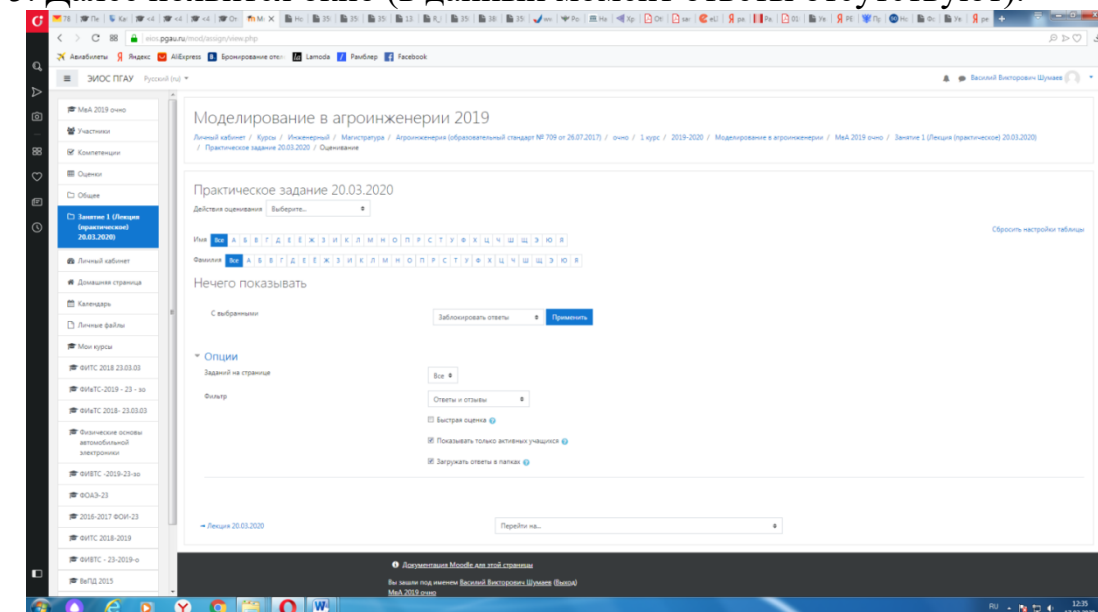 Далее появится окно (в данный момент ответы отсутствуют).
eios.pgau.ru/mod/assign/view.php
Авиабилеты Яндекс AliExpress Бронирование отел Lamoda Рамблер Facebook
ЭИОС ПГАУ Русский (ru)
Василий Викторович Шумаев
МвА 2019 очно
Участники
Компетенции
Оценки
Общее
Занятие 1 (Лекция (практическое) 20.03.2020)
Личный кабинет
Домашняя страница
Календарь
Личные файлы
Мои курсы
ФИТС 2018 23.03.03
ФИвТС-2019 - 23 - зо
ФИвТС 2018- 23.03.03
Физические основы автомобильной электроники
ФИВТС -2019-23-зо
ФОАЭ-23
2016-2017 ФОИ-23
ФИТС 2018-2019
ФИВТС - 23-2019-о
ВеПД 2015
Моделирование в агроинженерии 2019
Личный кабинет / Курсы / Инженерный / Магистратура / Агроинженерия (образовательный стандарт № 709 от 26.07.2017) / очно / 1 курс / 2019-2020 / Моделирование в агроинженерии / МвА 2019 очно / Занятие 1 (Лекция (практическое) 20.03.2020)
/ Практическое задание 20.03.2020 / Оценивание
Практическое задание 20.03.2020
Действия оценивания Выберите...
Сбросить настройки таблицы
Имя Все А Б В Г Д Е Ё Ж З И К Л М Н О П Р С Т У Ф Х Ц Ч Ш Щ Э Ю Я
Фамилия Все А Б В Г Д Е Ё Ж З И К Л М Н О П Р С Т У Ф Х Ц Ч Ш Щ Э Ю Я
Нечего показывать
С выбранными Заблокировать ответы Применить
Опции
Заданий на странице Все
Фильтр Ответы и отзывы
Быстрая оценка
Показывать только активных учащихся
Загружать ответы в папках
Лекция 20.03.2020 Перейти на...
Документация Moodle для этой страницы
Вы зашли под именем Василий Викторович Шумаев (Выход)
МвА 2019 очно
RU 12:35